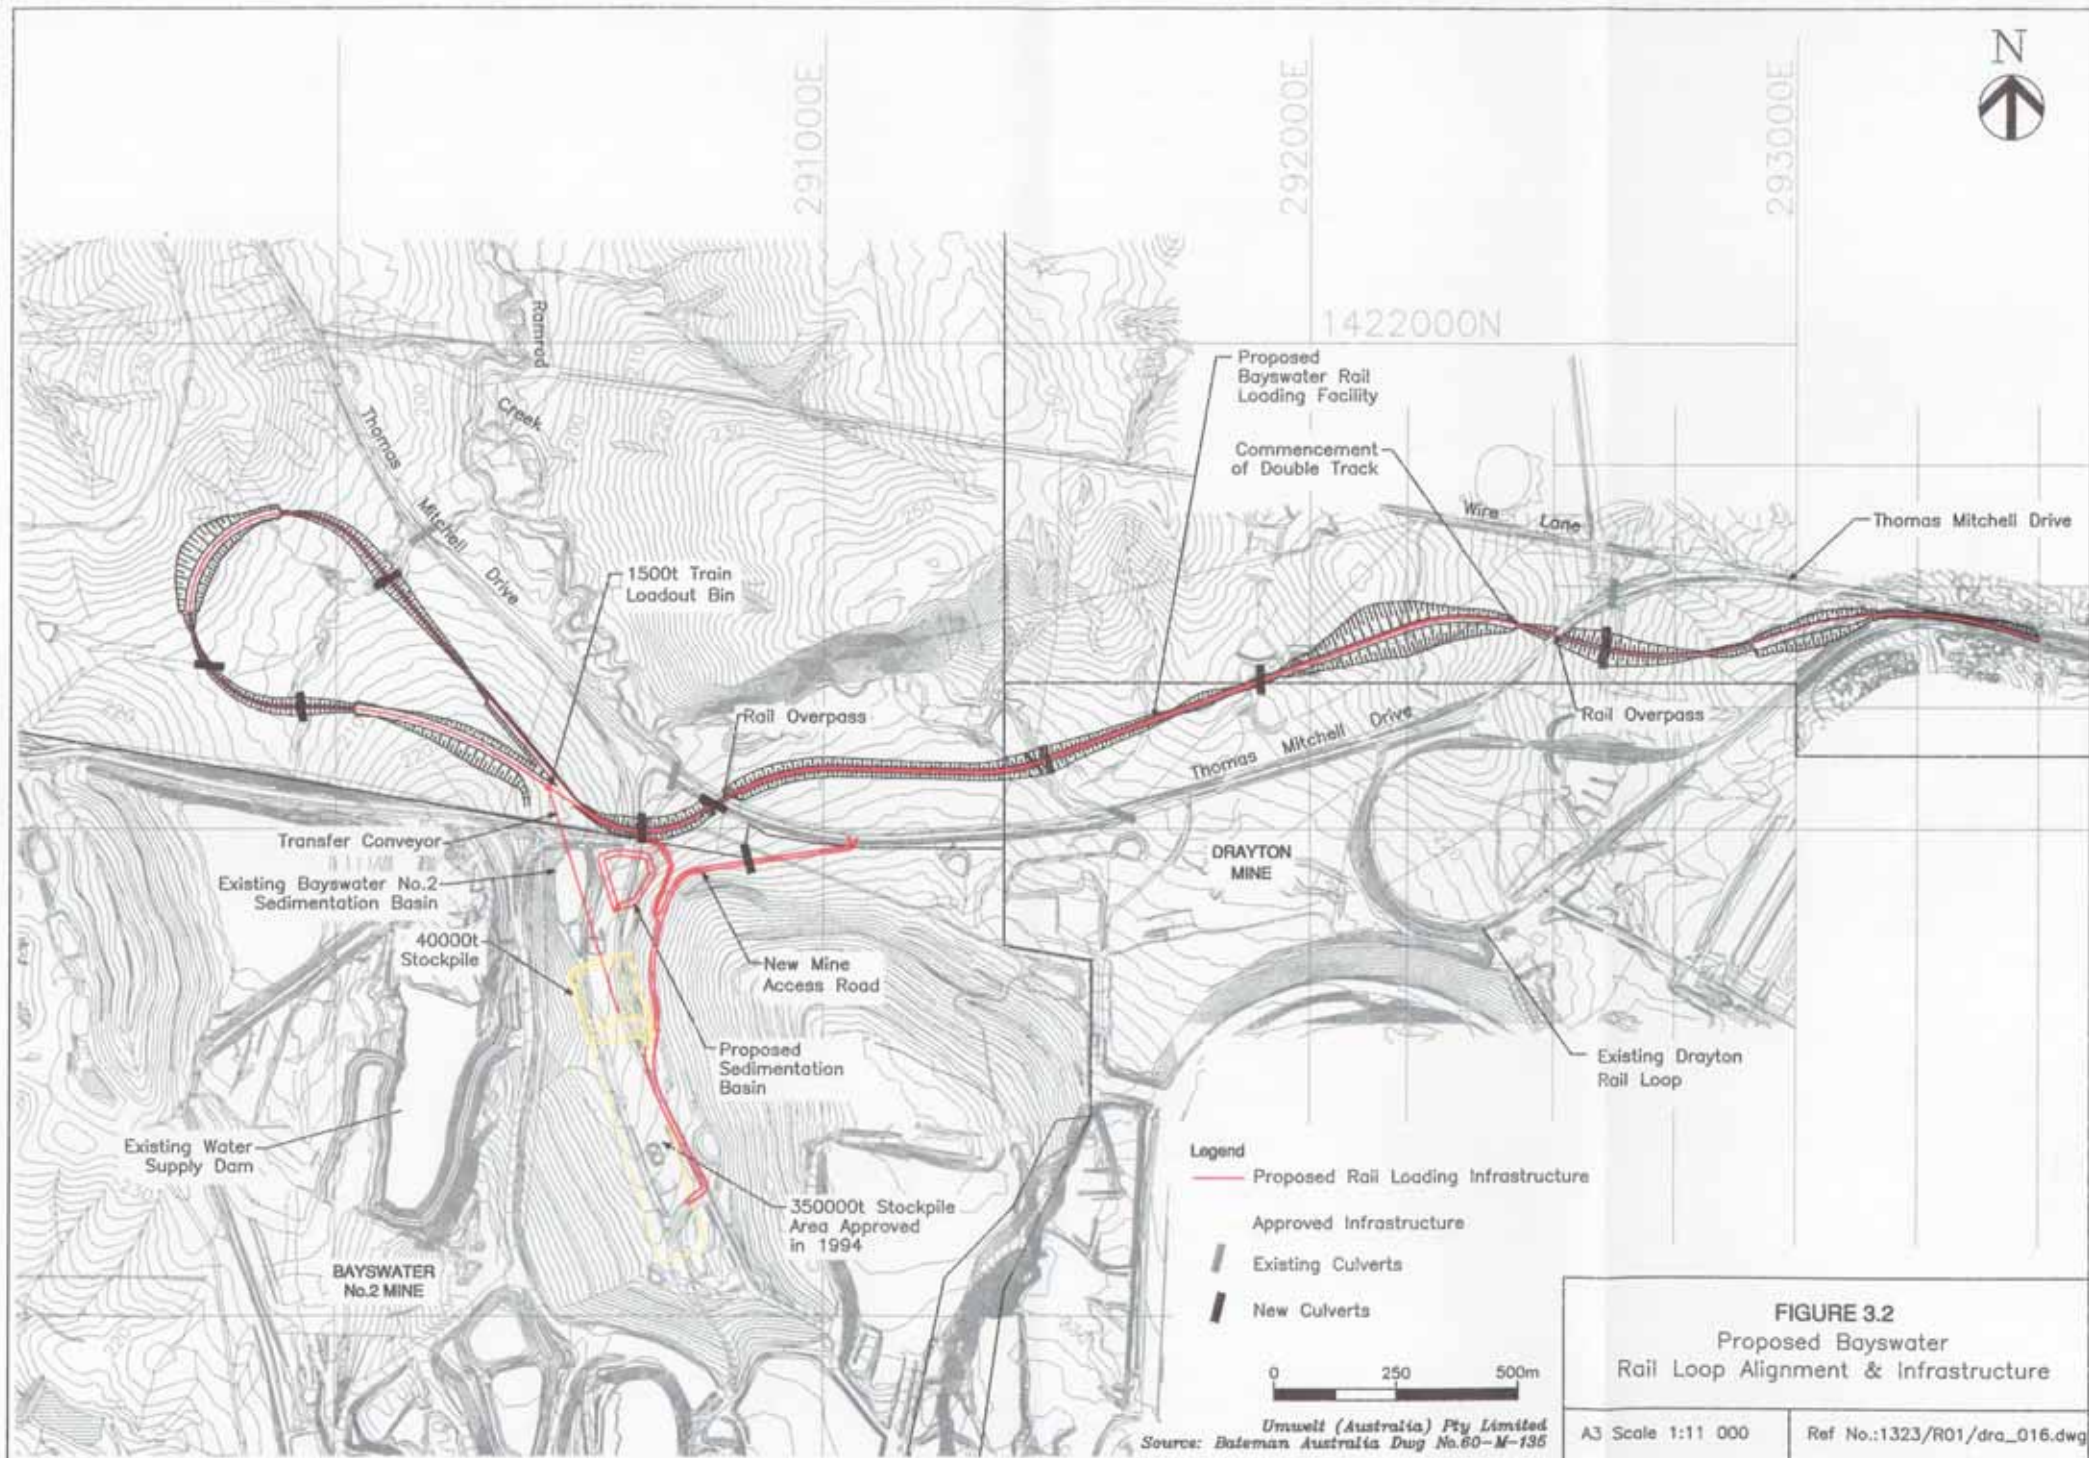 N
291000E
292000E
293000E
1422000N
Ramrod
Creek
Thomas
Mitchell
Drive
200
200
220
Proposed
Bayswater Rail
Loading Facility
Commencement
of Double Track
Wire Lane
Thomas Mitchell Drive
1500t Train
Loadout Bin
Rail Overpass
Rail Overpass
Thomas Mitchell Drive
Transfer Conveyor
Existing Bayswater No.2
Sedimentation Basin
40000t
Stockpile
DRAYTON
MINE
New Mine
Access Road
Proposed
Sedimentation
Basin
Existing Drayton
Rail Loop
Existing Water
Supply Dam
350000t Stockpile
Area Approved
in 1994
BAYSWATER
No.2 MINE
Legend
Proposed Rail Loading Infrastructure
Approved Infrastructure
Existing Culverts
New Culverts
0 250 500m
Umwelt (Australia) Pty Limited
Source: Bateman Australia Dwg No.60-M-135
FIGURE 3.2
Proposed Bayswater
Rail Loop Alignment & Infrastructure
A3 Scale 1:11 000
Ref No.:1323/R01/dra_016.dwg